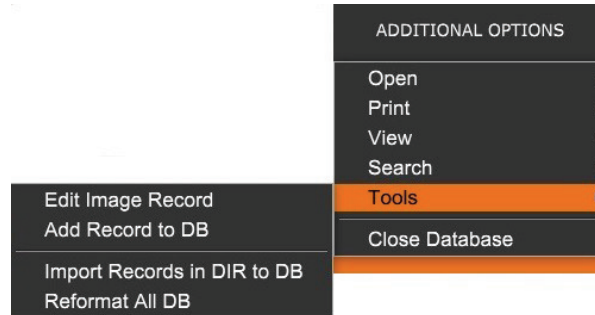 ADDITIONAL OPTIONS
Open
Print
View
Search
Tools
Close Database
Edit Image Record
Add Record to DB
Import Records in DIR to DB
Reformat All DB